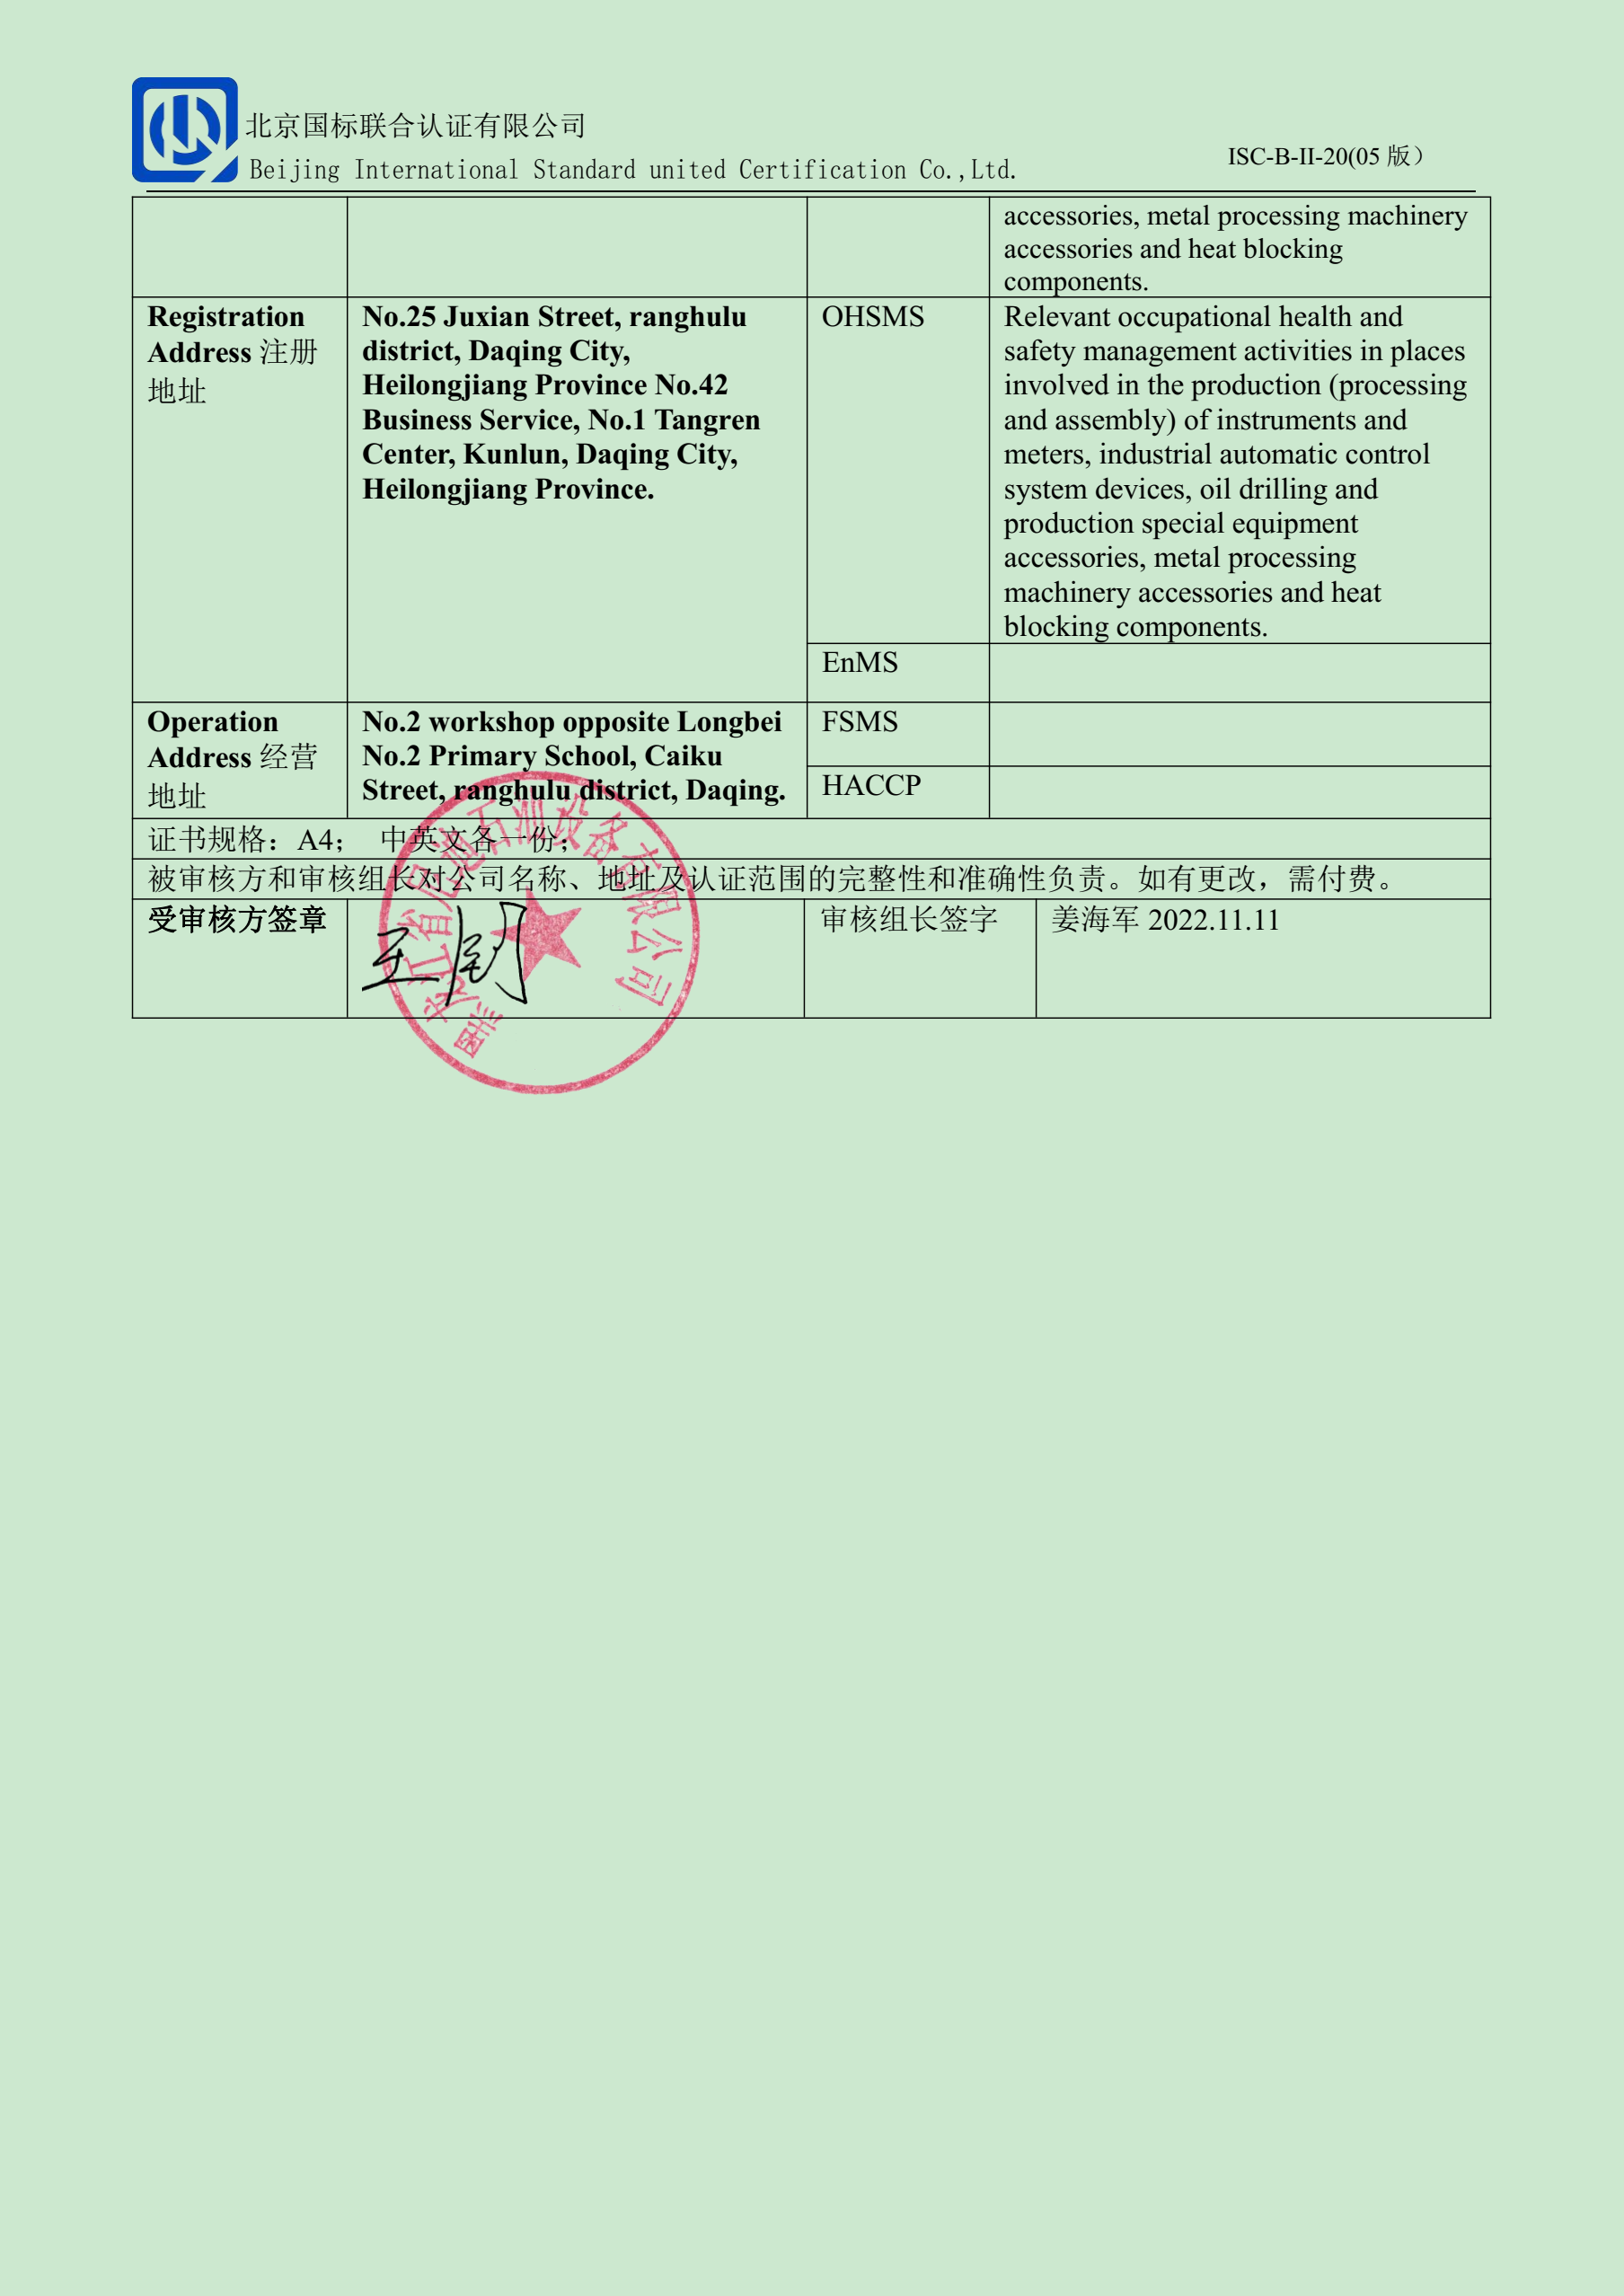 北京国标联合认证有限公司
Beijing International Standard united Certification Co.,Ltd.
ISC-B-II-20(05 版）
accessories, metal processing machinery
accessories and heat blocking
components.
Registration
Address 注册
地址
No.25 Juxian Street, ranghulu
district, Daqing City,
Heilongjiang Province No.42
Business Service, No.1 Tangren
Center, Kunlun, Daqing City,
Heilongjiang Province.
OHSMS
Relevant occupational health and
safety management activities in places
involved in the production (processing
and assembly) of instruments and
meters, industrial automatic control
system devices, oil drilling and
production special equipment
accessories, metal processing
machinery accessories and heat
blocking components.
EnMS
Operation
Address 经营
地址
No.2 workshop opposite Longbei
No.2 Primary School, Caiku
Street, ranghulu district, Daqing.
FSMS
HACCP
证书规格：A4； 中英文各一份；
被审核方和审核组长对公司名称、地址及认证范围的完整性和准确性负责。如有更改，需付费。
受审核方签章
审核组长签字
姜海军 2022.11.11